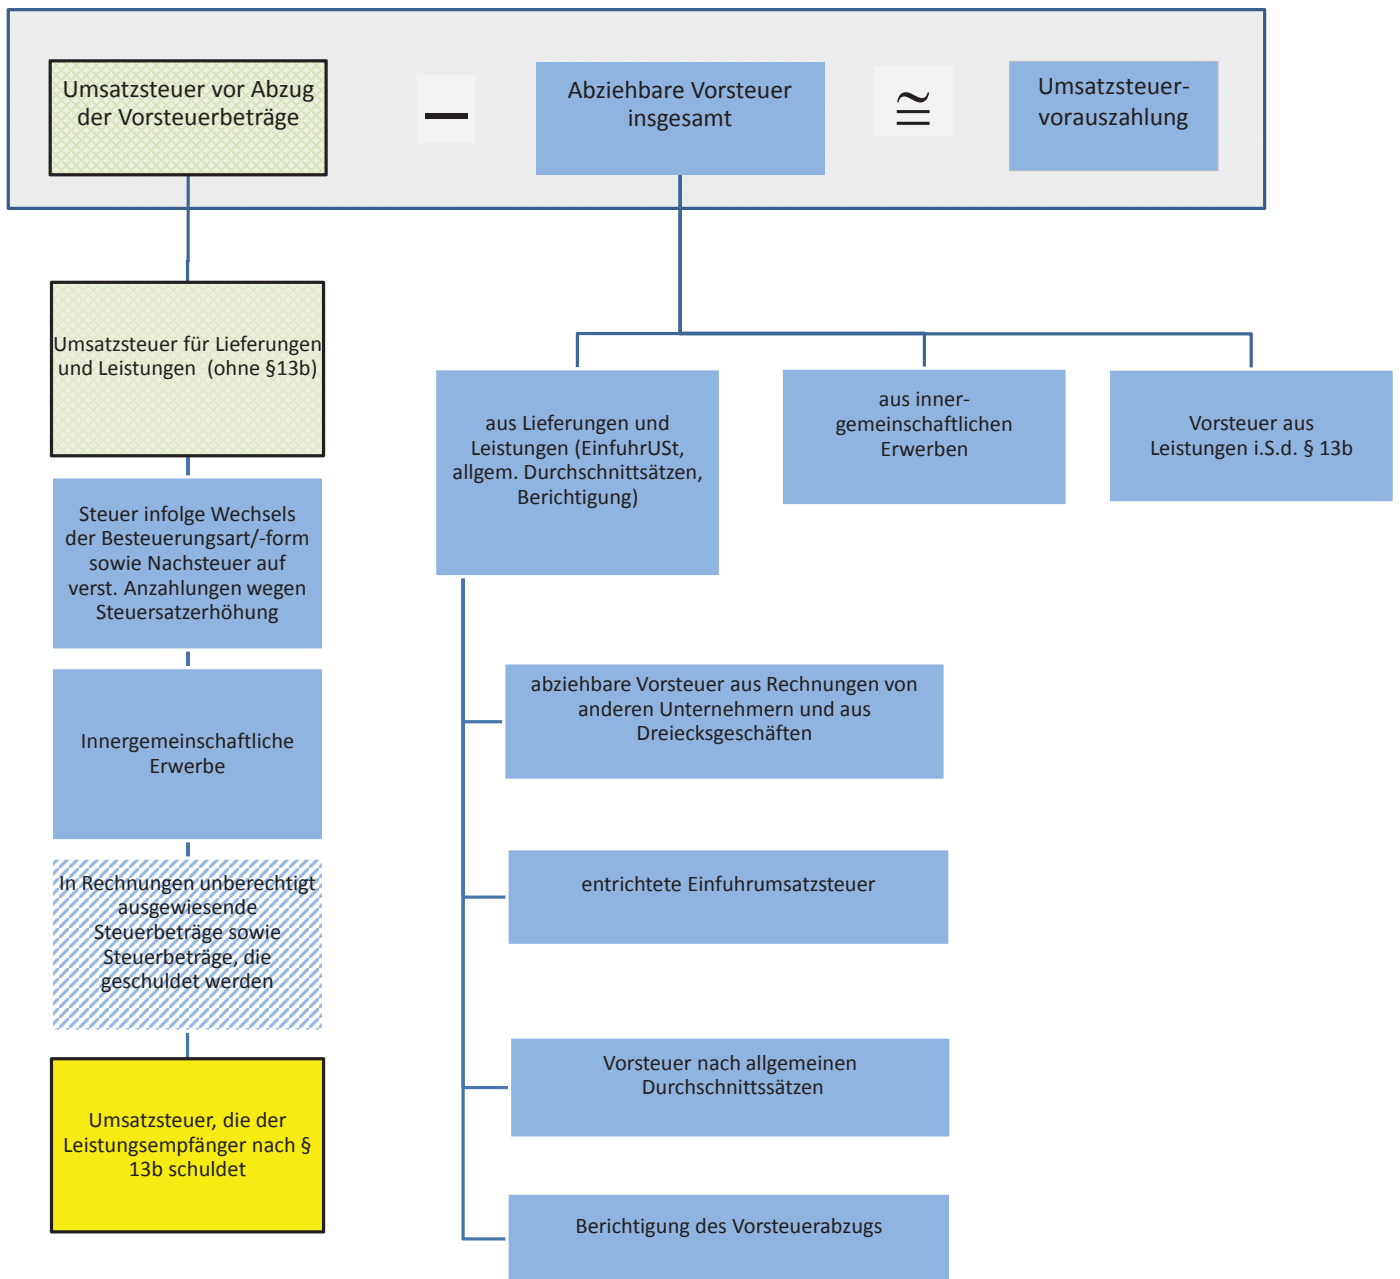 Umsatzsteuer vor Abzug
der Vorsteuerbeträge
—
Abziehbare Vorsteuer
insgesamt
≅
Umsatzsteuer-
vorauszahlung
Umsatzsteuer für Lieferungen
und Leistungen (ohne §13b)
Steuer infolge Wechsels
der Besteuerungsart/-form
sowie Nachsteuer auf
verst. Anzahlungen wegen
Steuersatzerhöhung
Innergemeinschaftliche
Erwerbe
In Rechnungen unberechtigt
ausgewiesende
Steuerbeträge sowie
Steuerbeträge, die
geschuldet werden
Umsatzsteuer, die der
Leistungsempfänger nach §
13b schuldet
aus Lieferungen und
Leistungen (EinfuhrUSt,
allgem. Durchschnittsätzen,
Berichtigung)
aus inner-
gemeinschaftlichen
Erwerben
Vorsteuer aus
Leistungen i.S.d. § 13b
abziehbare Vorsteuer aus Rechnungen von
anderen Unternehmern und aus
Dreiecksgeschäften
entrichtete Einfuhrumsatzsteuer
Vorsteuer nach allgemeinen
Durchschnittssätzen
Berichtigung des Vorsteuerabzugs